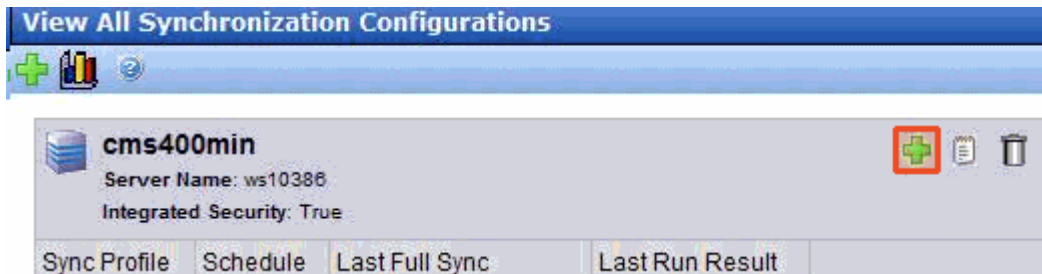 View All Synchronization Configurations
cms400min
Server Name: ws10386
Integrated Security: True
Sync Profile Schedule Last Full Sync Last Run Result